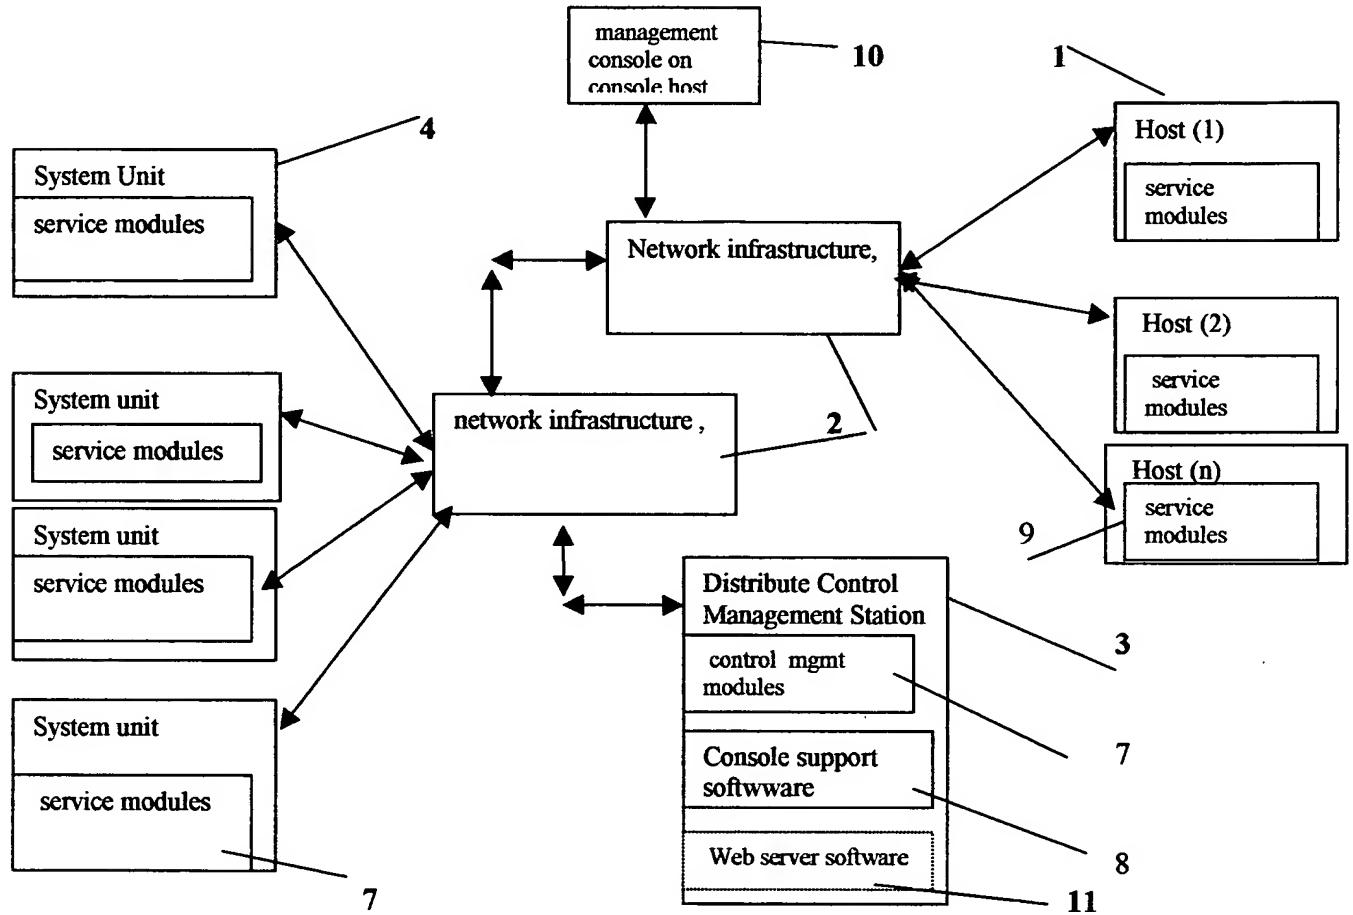 management
console on
console host
10
1
Host (1)
service
modules
4
System Unit
service modules
Network infrastructure,
Host (2)
service
modules
System unit
service modules
network infrastructure ,
2
Host (n)
service
modules
9
System unit
service modules
Distribute Control
Management Station
3
control mgmt
modules
7
System unit
service modules
7
Console support
softwware
8
Web server software
11